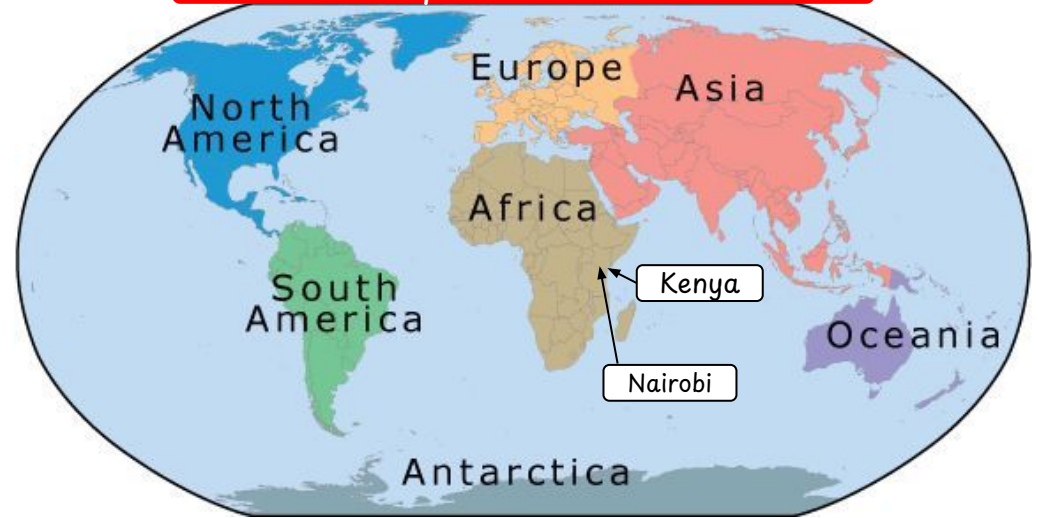 Europe
Asia
North
America
Africa
Kenya
South
America
Oceania
Nairobi
Antarctica